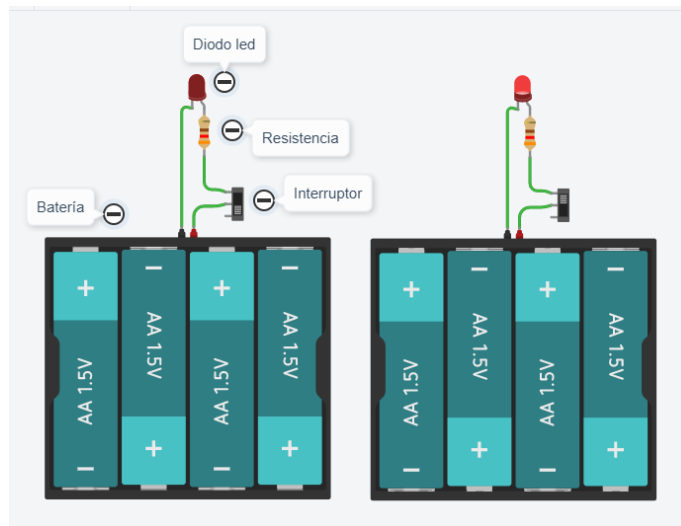 Diodo led
Resistencia
Interruptor
Batería
+ − + −
AA 1.5V
AA 1.5V
AA 1.5V
AA 1.5V
− + − +
+ − + −
AA 1.5V
AA 1.5V
AA 1.5V
AA 1.5V
− + − +